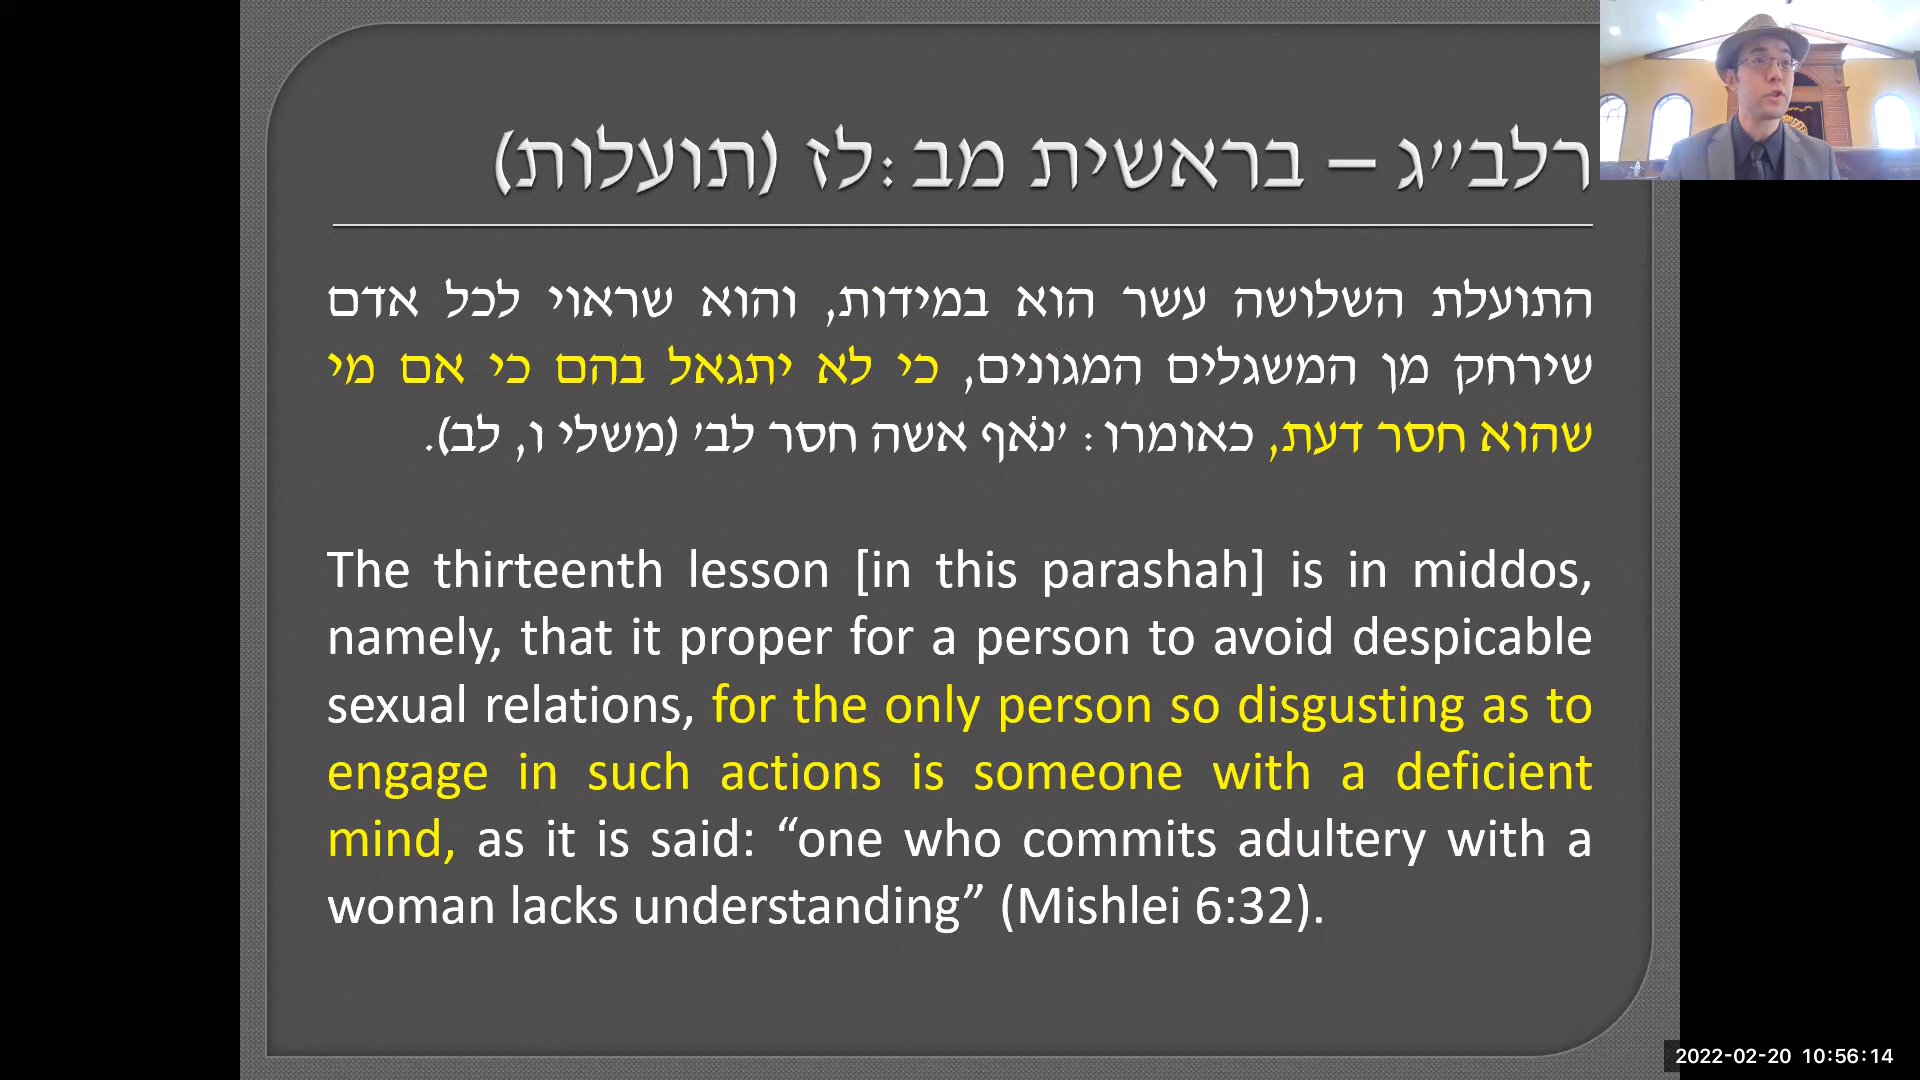 רלב״ג – בראשית מב:לז (תועלות)
התועלת השלושה עשר הוא במידות, והוא שראוי לכל אדם
שירחק מן המשגלים המגונים, כי לא יתגאל בהם כי אם מי
שהוא חסר דעת, כאומרו: 'נֹאף אשה חסר לב' (משלי ו, לב).
The thirteenth lesson [in this parashah] is in middos,
namely, that it proper for a person to avoid despicable
sexual relations, for the only person so disgusting as to
engage in such actions is someone with a deficient
mind, as it is said: “one who commits adultery with a
woman lacks understanding” (Mishlei 6:32).
2022-02-20 10:56:14